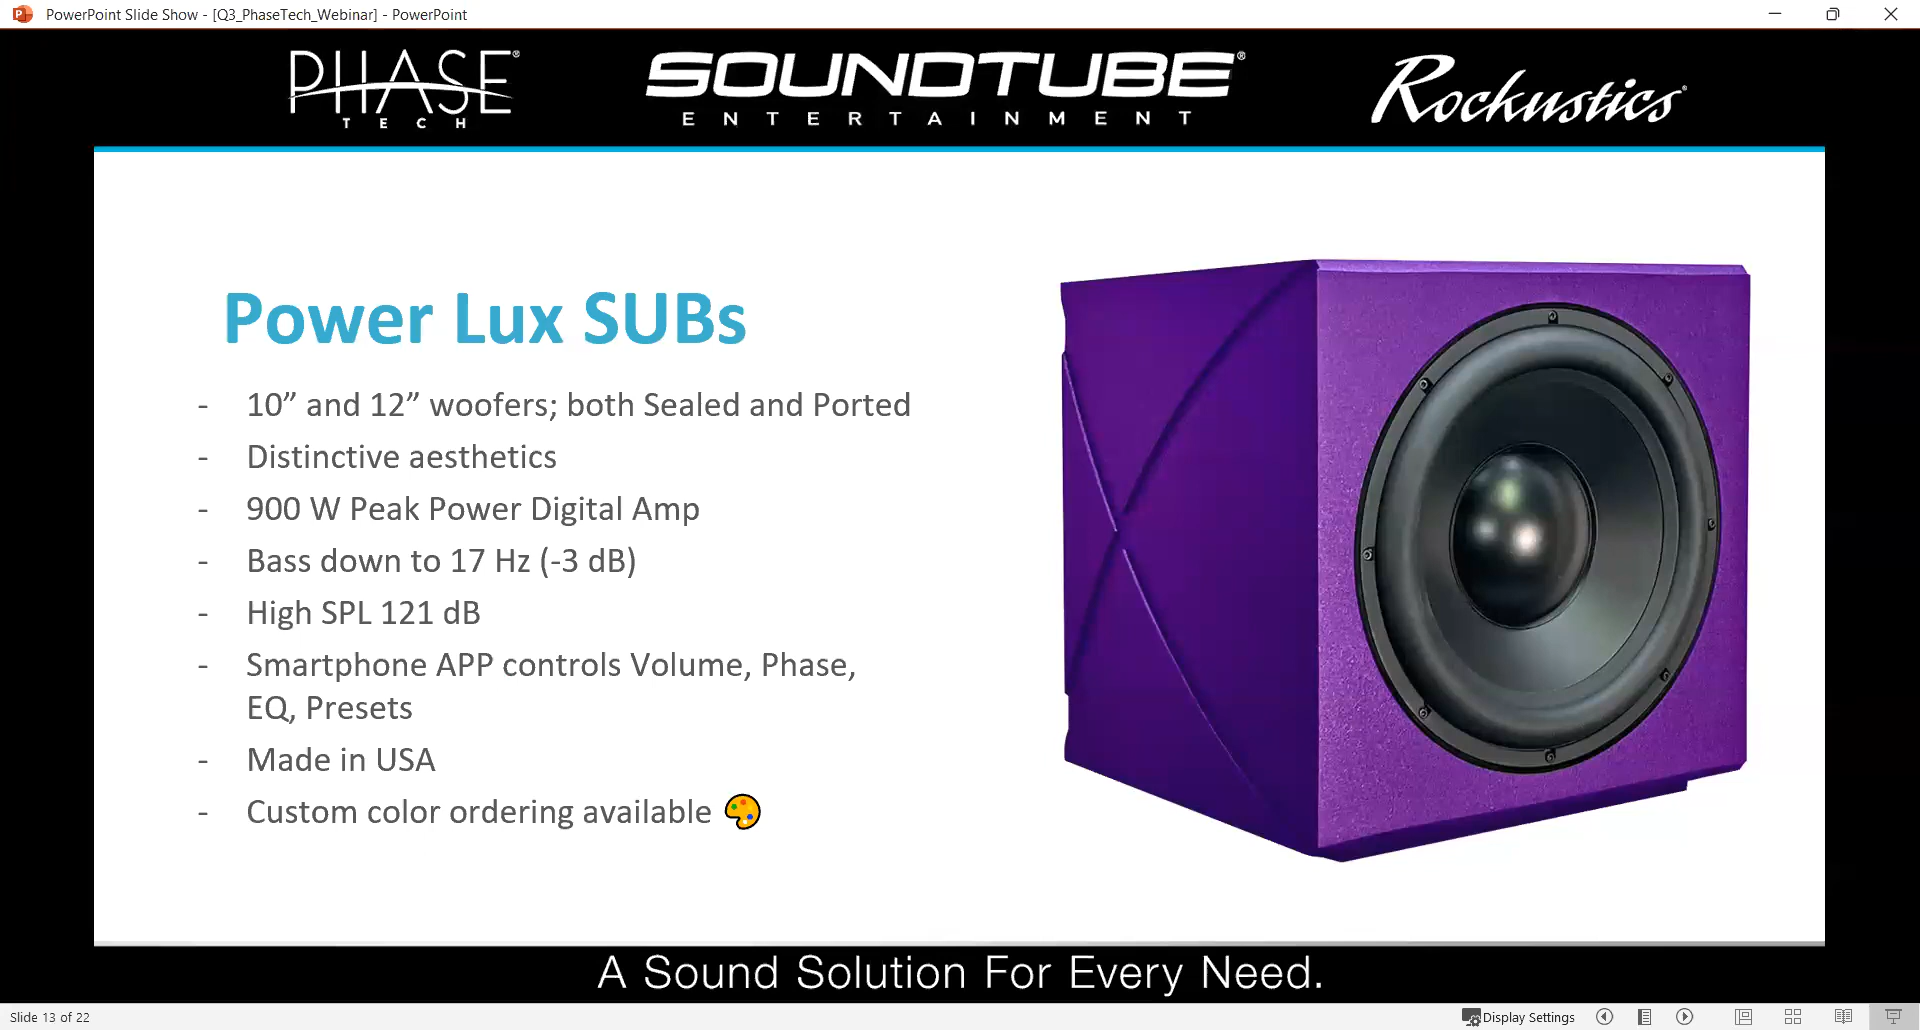 PowerPoint Slide Show - [Q3_PhaseTech_Webinar] - PowerPoint
PHASE®
TECH
SOUNDTUBE®
ENTERTAINMENT
Rockustics®
Power Lux SUBs
- 10” and 12” woofers; both Sealed and Ported
- Distinctive aesthetics
- 900 W Peak Power Digital Amp
- Bass down to 17 Hz (-3 dB)
- High SPL 121 dB
- Smartphone APP controls Volume, Phase,
EQ, Presets
- Made in USA
- Custom color ordering available
A Sound Solution For Every Need.
Slide 13 of 22
Display Settings